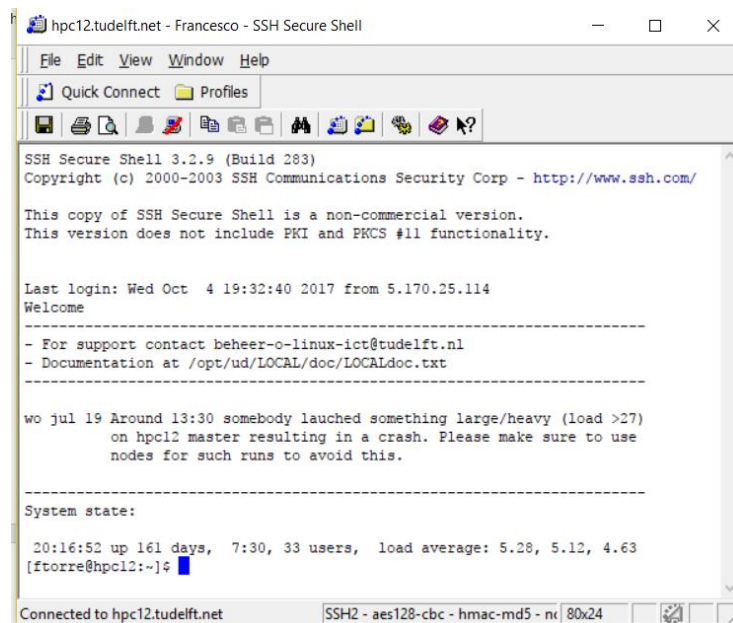 hpc12.tudelft.net - Francesco - SSH Secure Shell
File Edit View Window Help
Quick Connect Profiles
SSH Secure Shell 3.2.9 (Build 283)
Copyright (c) 2000-2003 SSH Communications Security Corp - http://www.ssh.com/
This copy of SSH Secure Shell is a non-commercial version.
This version does not include PKI and PKCS #11 functionality.
Last login: Wed Oct  4 19:32:40 2017 from 5.170.25.114
Welcome
--------------------------------------------------------------------------------
- For support contact beheer-o-linux-ict@tudelft.nl
- Documentation at /opt/ud/LOCAL/doc/LOCALdoc.txt
--------------------------------------------------------------------------------
wo jul 19 Around 13:30 somebody lauched something large/heavy (load >27)
on hpc12 master resulting in a crash. Please make sure to use
nodes for such runs to avoid this.
--------------------------------------------------------------------------------
System state:
20:16:52 up 161 days,  7:30, 33 users,  load average: 5.28, 5.12, 4.63
[ftorre@hpc12:~]$
Connected to hpc12.tudelft.net SSH2 - aes128-cbc - hmac-md5 - nc 80x24